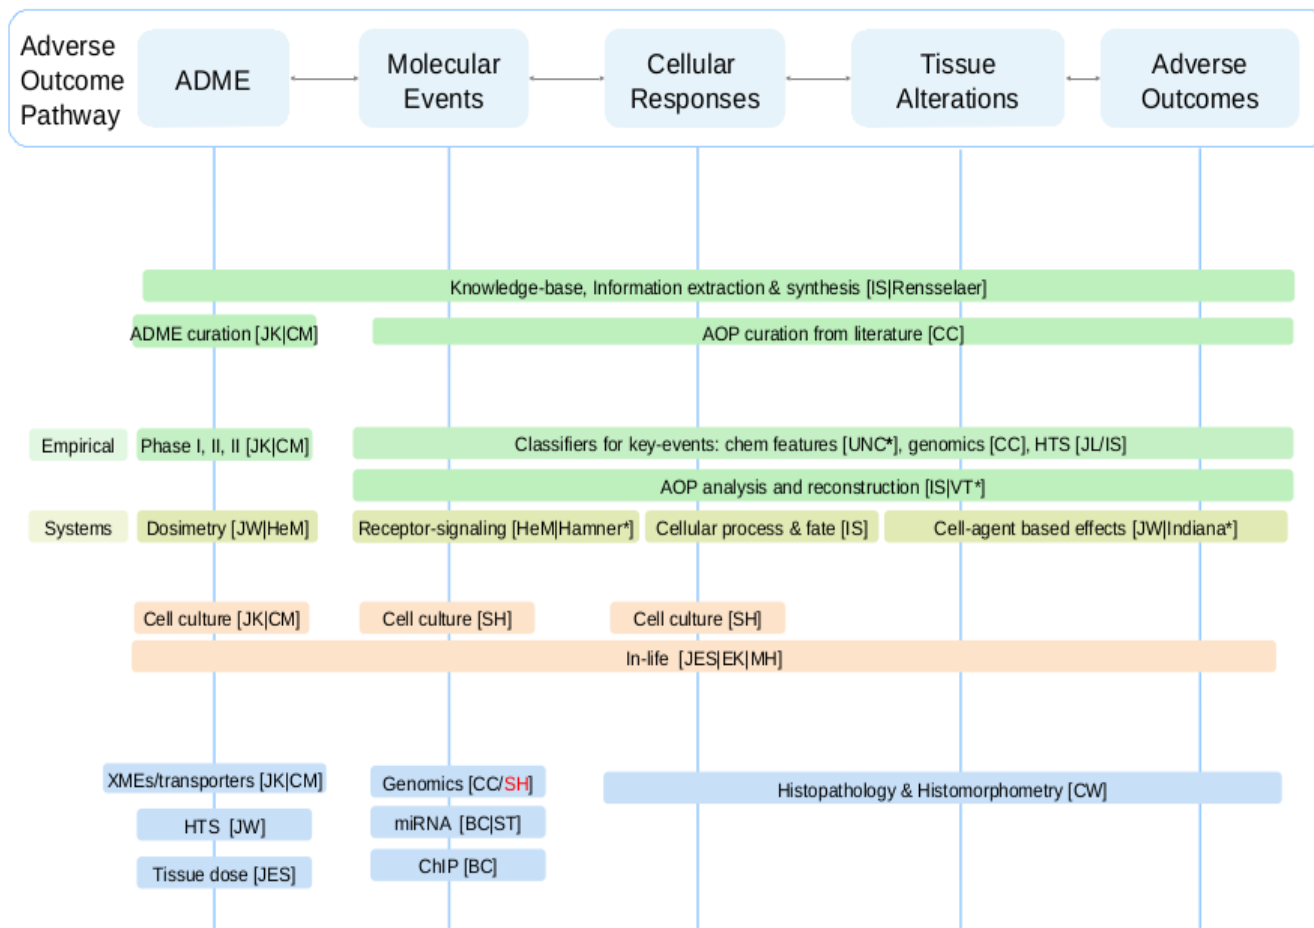 Adverse
Outcome
Pathway
ADME
Molecular
Events
Cellular
Responses
Tissue
Alterations
Adverse
Outcomes
Knowledge-base, Information extraction & synthesis [IS|Rensselaer]
ADME curation [JK|CM]
AOP curation from literature [CC]
Empirical
Phase I, II, II [JK|CM]
Classifiers for key-events: chem features [UNC*], genomics [CC], HTS [JL/IS]
AOP analysis and reconstruction [IS|VT*]
Systems
Dosimetry [JW|HeM]
Receptor-signaling [HeM|Hamner*]
Cellular process & fate [IS]
Cell-agent based effects [JW|Indiana*]
Cell culture [JK|CM]
Cell culture [SH]
Cell culture [SH]
In-life [JES|EK|MH]
XMEs/transporters [JK|CM]
Genomics [CC/SH]
Histopathology & Histomorphometry [CW]
HTS [JW]
miRNA [BC|ST]
Tissue dose [JES]
ChIP [BC]